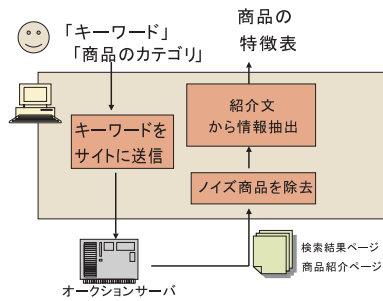 「キーワード」
「商品のカテゴリ」
商品の
特徴表
キーワードを
サイトに送信
紹介文
から情報抽出
ノイズ商品を除去
オークションサーバ
検索結果ページ
商品紹介ページ